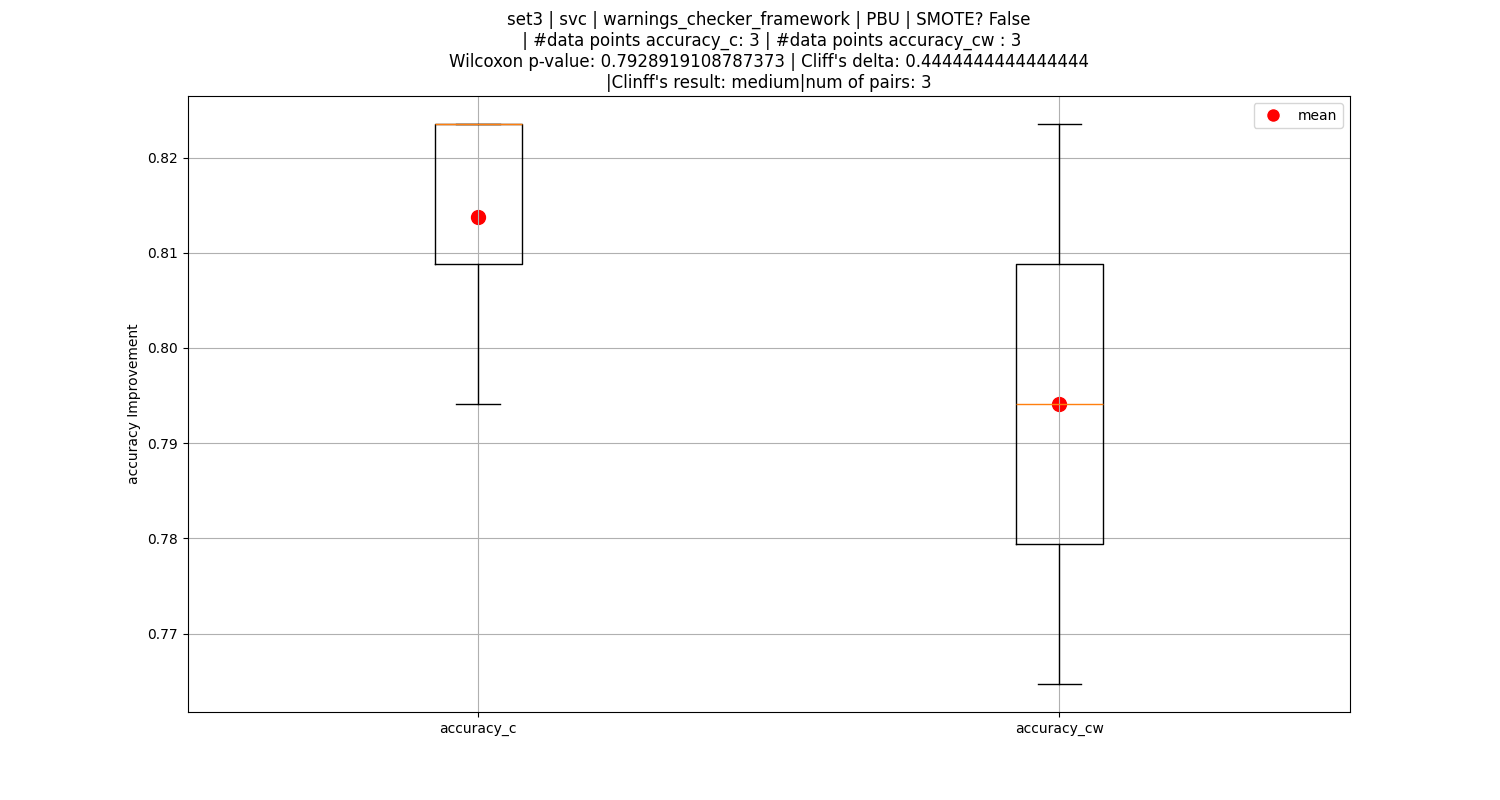 set3 | svc | warnings_checker_framework | PBU | SMOTE? False
| #data points accuracy_c: 3 | #data points accuracy_cw : 3
Wilcoxon p-value: 0.7928919108787373 | Cliff's delta: 0.4444444444444444
|Clinff's result: medium|num of pairs: 3
mean
0.82
0.81
0.80
0.79
0.78
0.77
accuracy Improvement
accuracy_c
accuracy_cw